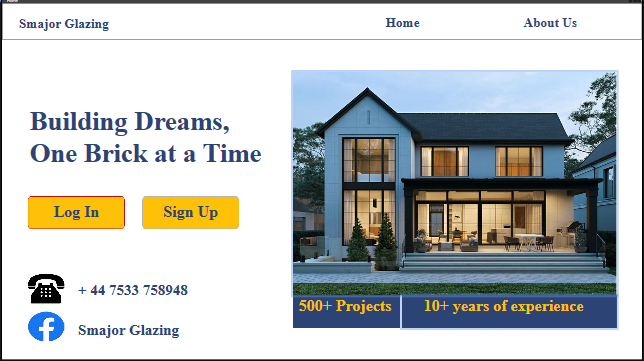 Smajor Glazing
Home
About Us
Building Dreams,
One Brick at a Time
Log In
Sign Up
+ 44 7533 758948
Smajor Glazing
500+ Projects
10+ years of experience